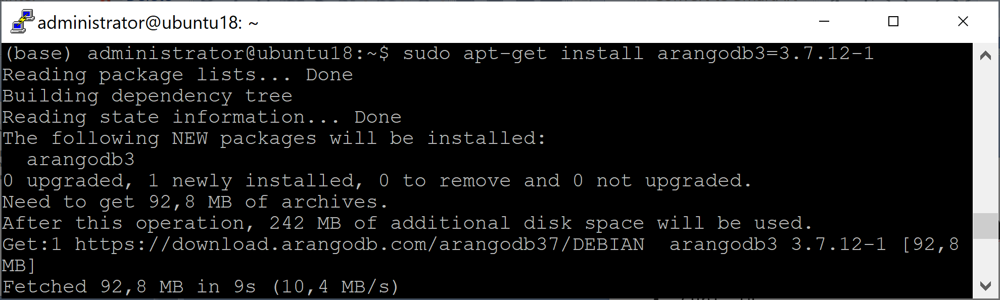 administrator@ubuntu18: ~
(base) administrator@ubuntu18:~$ sudo apt-get install arangodb3=3.7.12-1
Reading package lists... Done
Building dependency tree
Reading state information... Done
The following NEW packages will be installed:
  arangodb3
0 upgraded, 1 newly installed, 0 to remove and 0 not upgraded.
Need to get 92,8 MB of archives.
After this operation, 242 MB of additional disk space will be used.
Get:1 https://download.arangodb.com/arangodb37/DEBIAN  arangodb3 3.7.12-1 [92,8
MB]
Fetched 92,8 MB in 9s (10,4 MB/s)